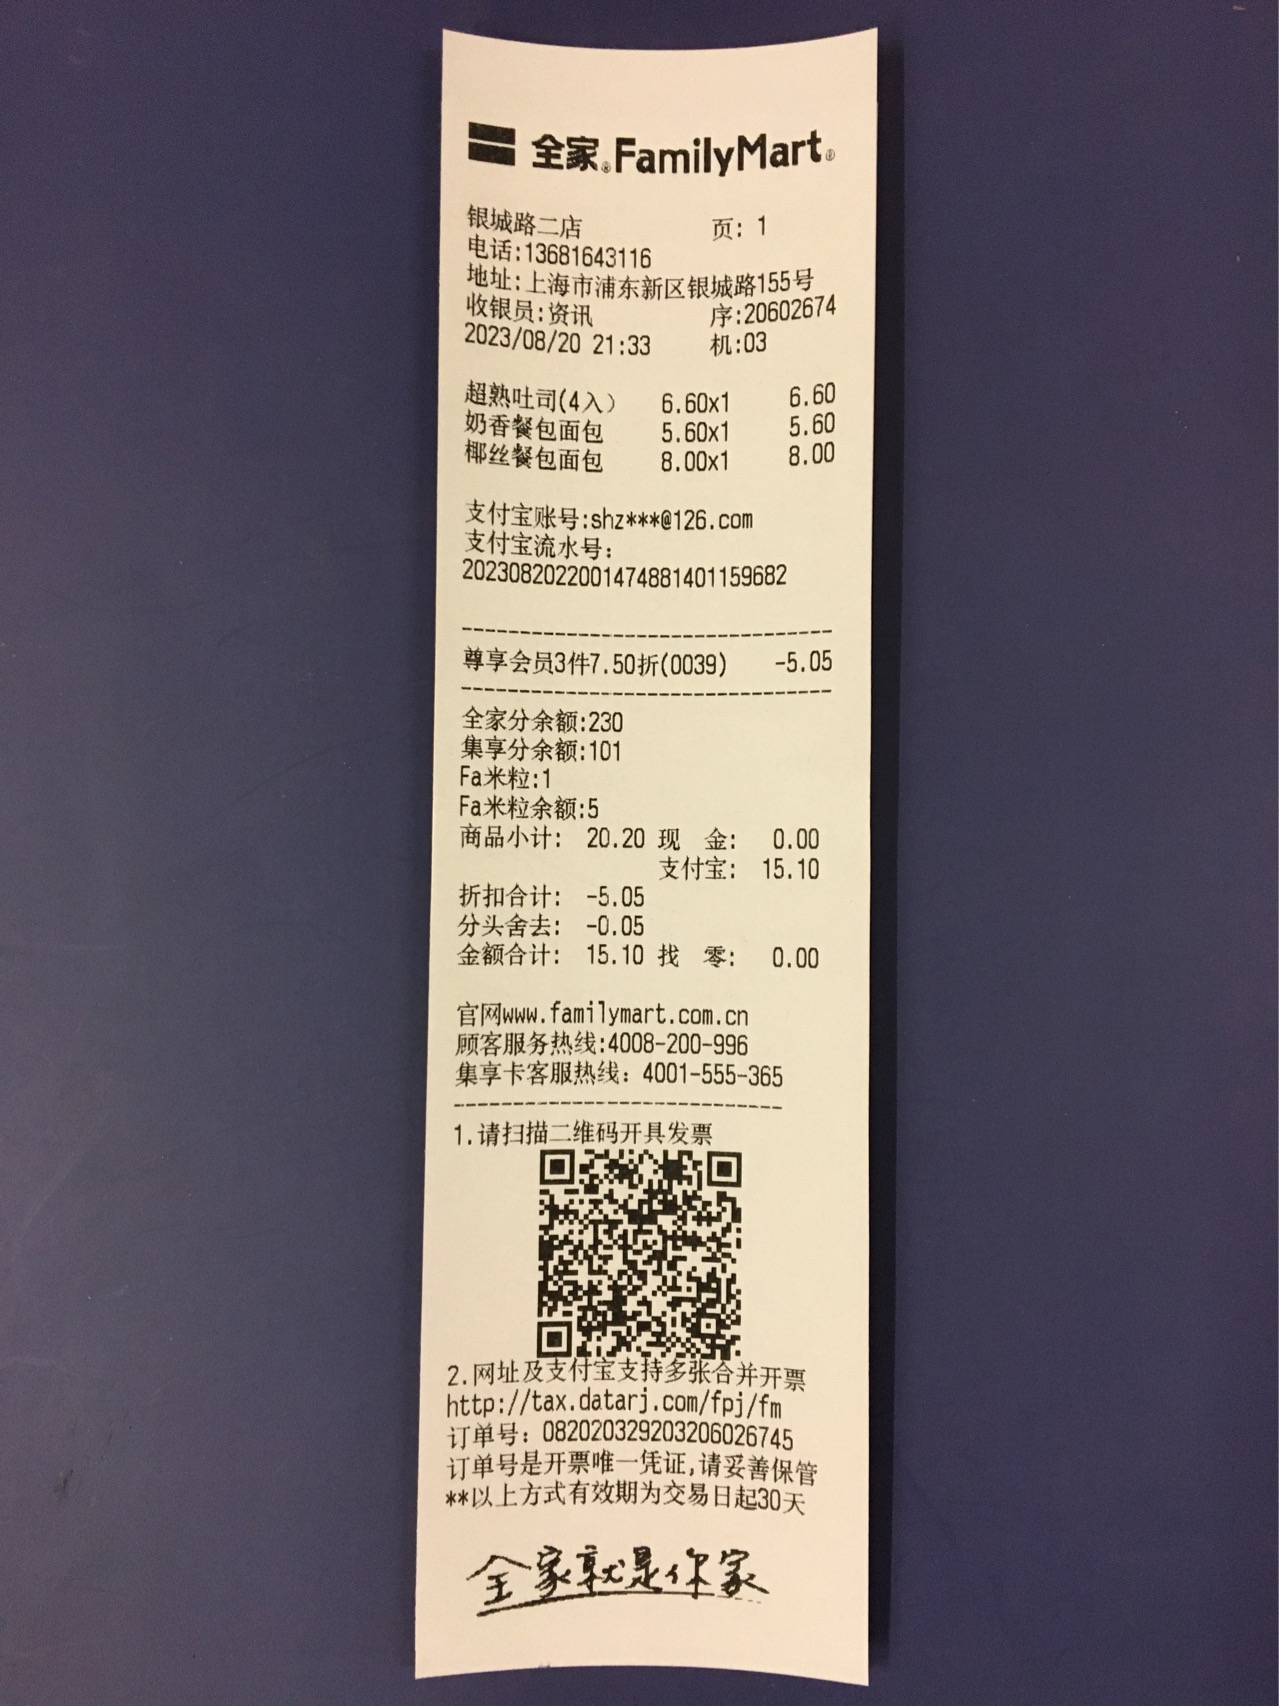 全家® FamilyMart®
银城路二店 页: 1
电话:13681643116
地址:上海市浦东新区银城路155号
收银员:资讯 序:20602674
2023/08/20 21:33 机:03
超熟吐司(4入) 6.60x1 6.60
奶香餐包面包 5.60x1 5.60
椰丝餐包面包 8.00x1 8.00
支付宝账号:shz***@126.com
支付宝流水号:
2023082022001474881401159682
--------------------------------
尊享会员3件7.50折(0039) -5.05
--------------------------------
全家分余额:230
集享分余额:101
Fa米粒:1
Fa米粒余额:5
商品小计: 20.20 现 金: 0.00
支付宝: 15.10
折扣合计: -5.05
分头舍去: -0.05
金额合计: 15.10 找 零: 0.00
官网www.familymart.com.cn
顾客服务热线:4008-200-996
集享卡客服热线: 4001-555-365
----------------------------
1.请扫描二维码开具发票
2.网址及支付宝支持多张合并开票
http://tax.datarj.com/fpj/fm
订单号: 0820203292032060​26745
订单号是开票唯一凭证,请妥善保管
**以上方式有效期为交易日起30天
全家就是你家